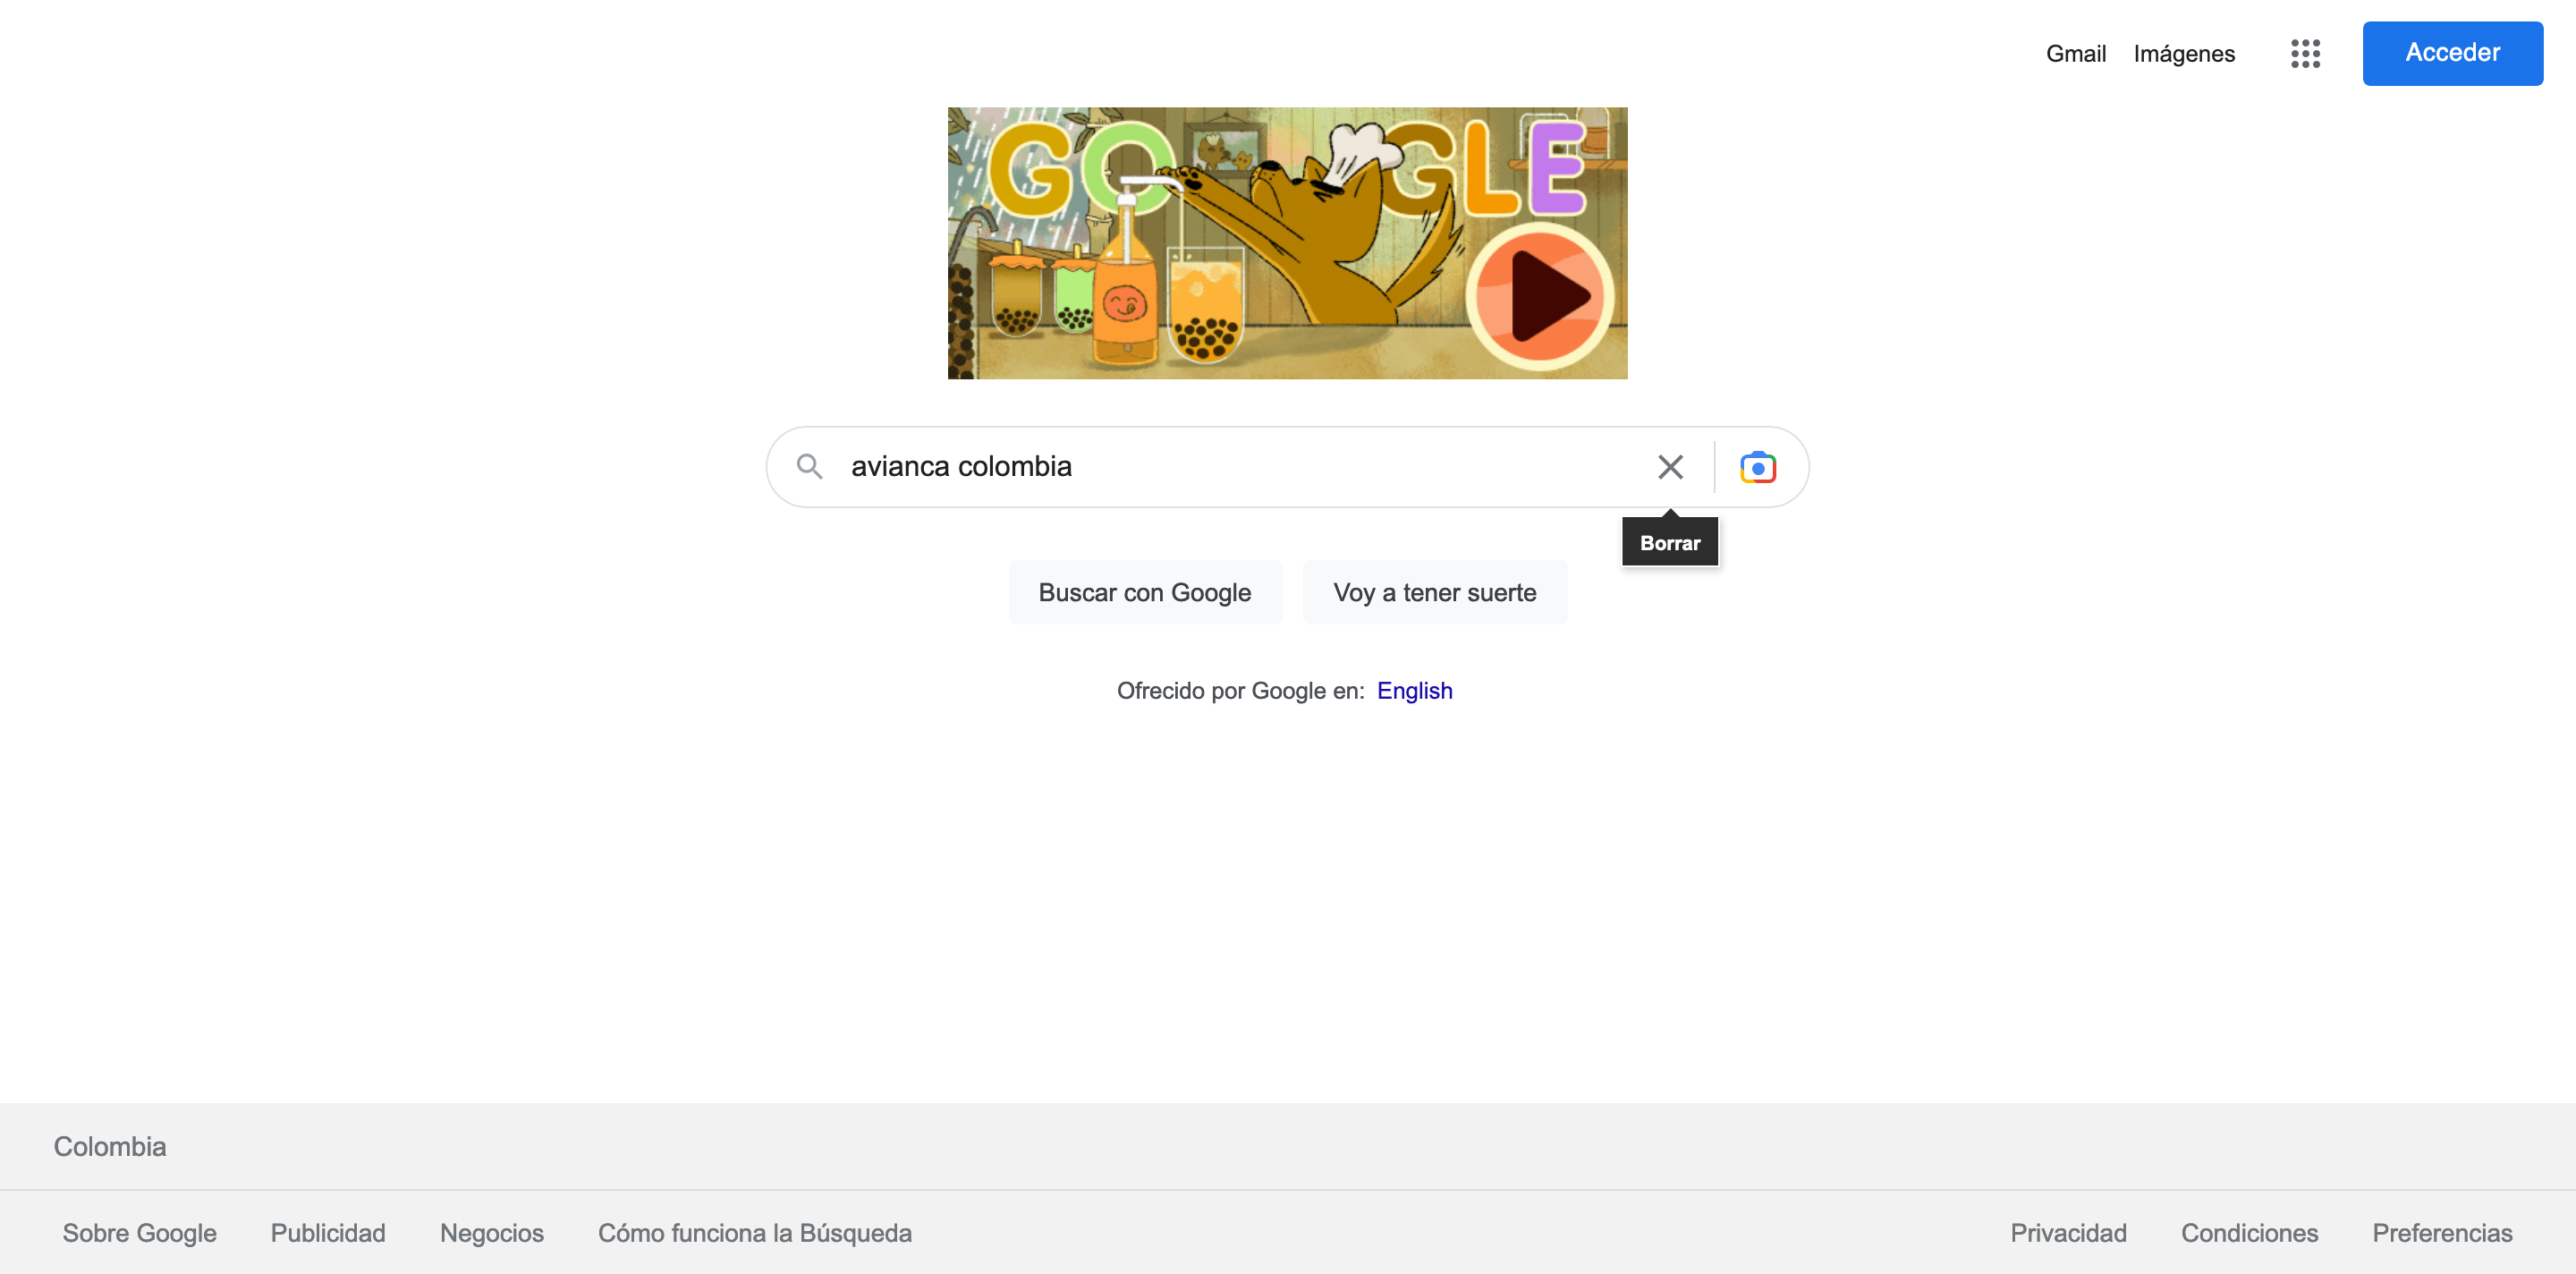 Gmail Imágenes Acceder
GOOGLE
avianca colombia
Borrar
Buscar con Google Voy a tener suerte
Ofrecido por Google en: English
Colombia
Sobre Google Publicidad Negocios Cómo funciona la Búsqueda Privacidad Condiciones Preferencias